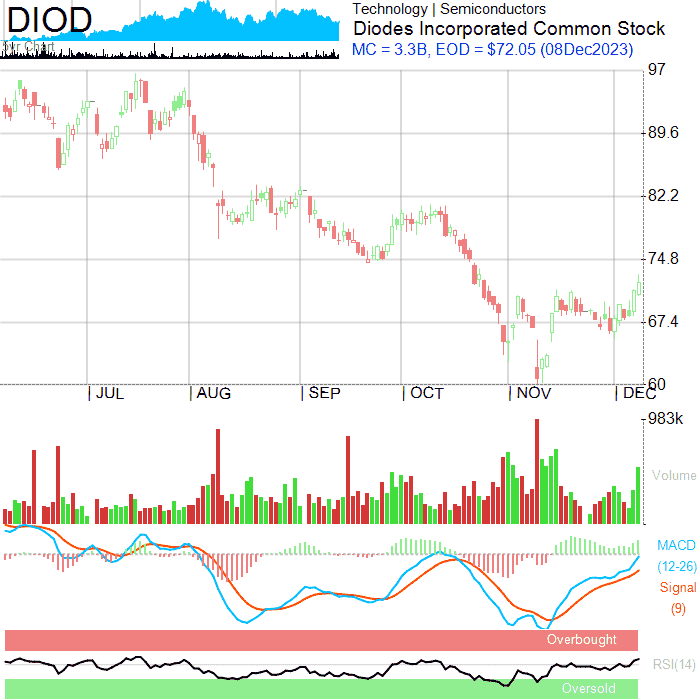 DIOD
5yr Chart
Technology | Semiconductors
Diodes Incorporated Common Stock
MC = 3.3B, EOD = $72.05 (08Dec2023)
97
89.6
82.2
74.8
67.4
60
| JUL | AUG | SEP | OCT | NOV | DEC
983k
Volume
MACD
(12-26)
Signal
(9)
Overbought
RSI(14)
Oversold